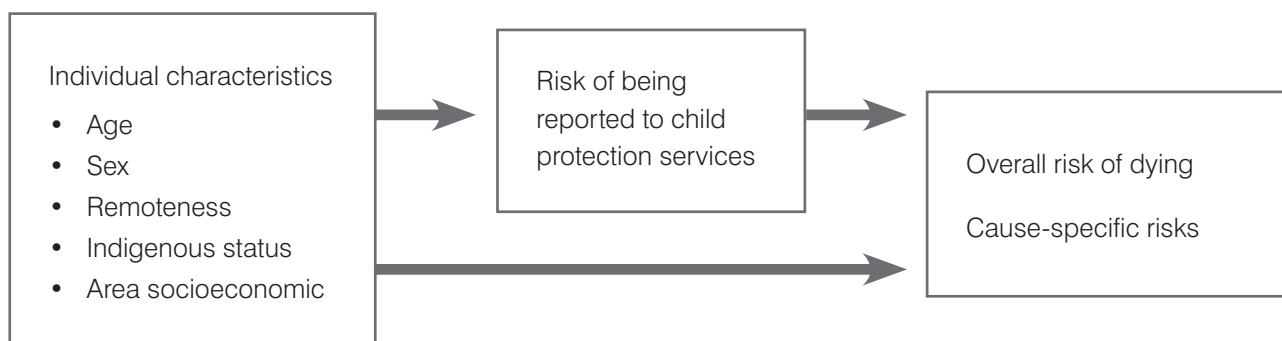 Individual characteristics
• Age
• Sex
• Remoteness
• Indigenous status
• Area socioeconomic
Risk of being
reported to child
protection services
Overall risk of dying
Cause-specific risks